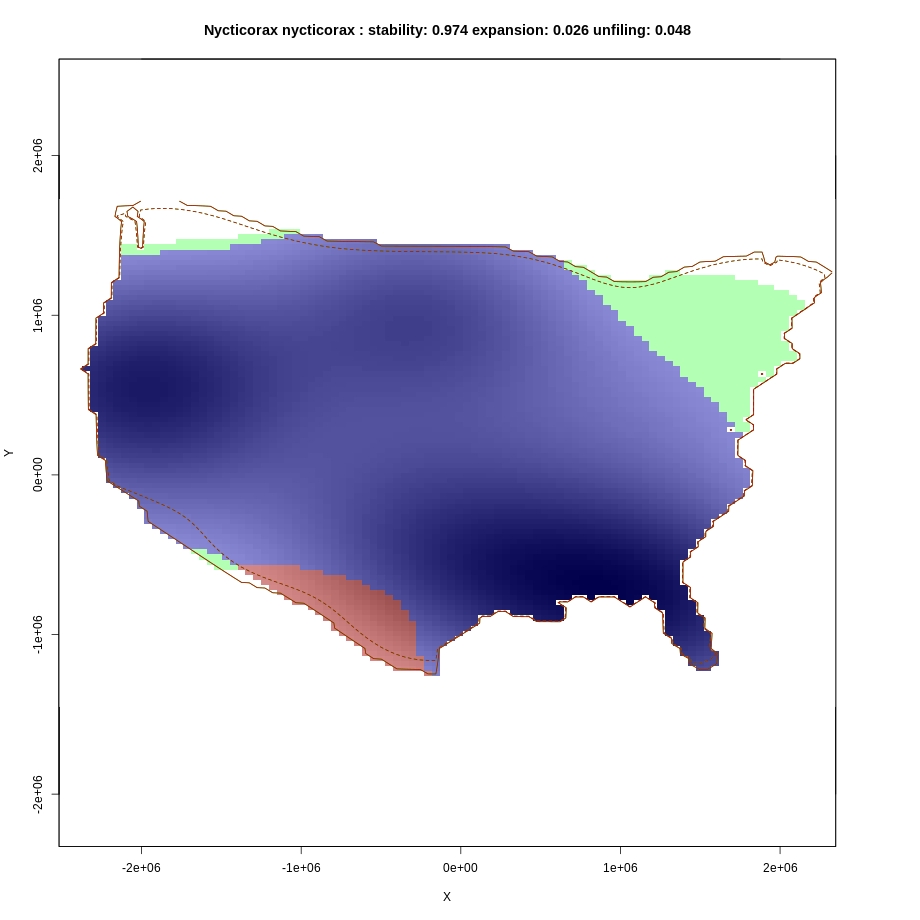 Nycticorax nycticorax : stability: 0.974 expansion: 0.026 unfiling: 0.048
2e+06
1e+06
Y
0e+00
-1e+06
-2e+06
-2e+06 -1e+06 0e+00 1e+06 2e+06
X